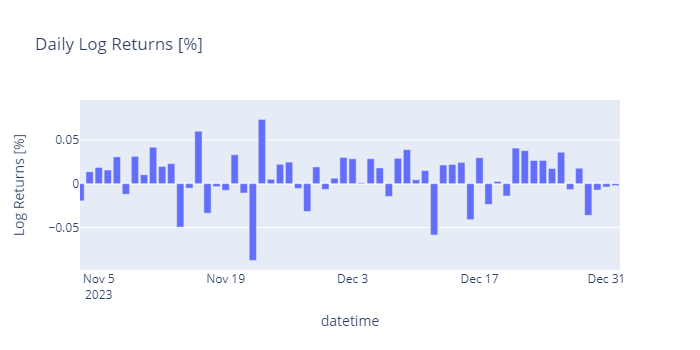 Daily Log Returns [%]
Log Returns [%]
0.05
0
−0.05
Nov 5
2023
Nov 19
Dec 3
Dec 17
Dec 31
datetime